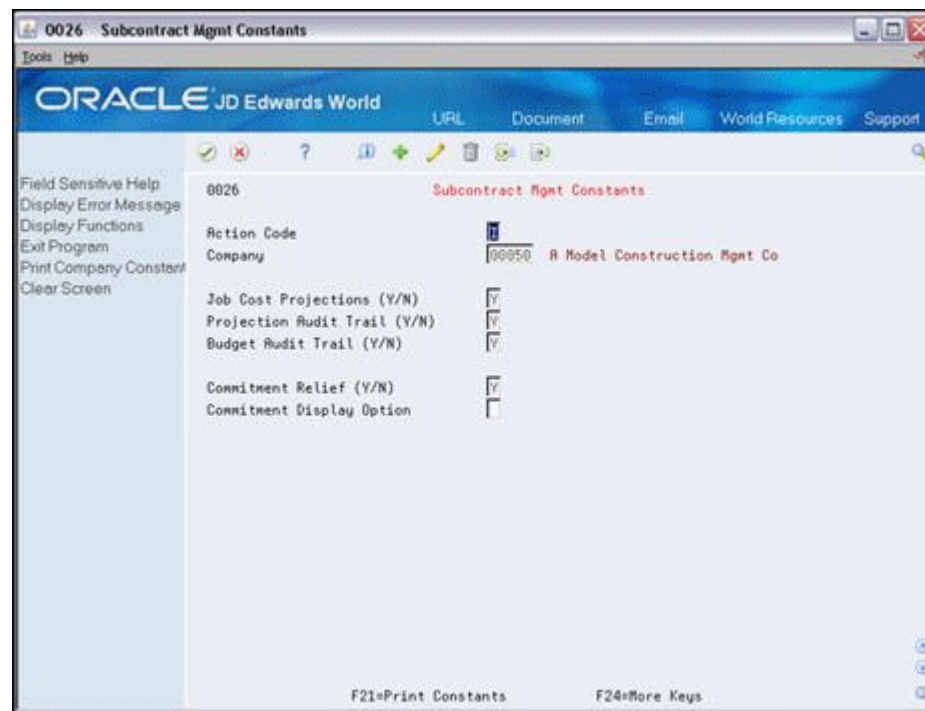 0026 Subcontract Mgmt Constants
Tools Help
ORACLE JD Edwards World
URL Document Email World Resources Support
?
Field Sensitive Help
Display Error Message
Display Functions
Exit Program
Print Company Constant
Clear Screen
0026 Subcontract Mgmt Constants
Action Code I
Company 00050 A Model Construction Mgmt Co
Job Cost Projections (Y/N) Y
Projection Audit Trail (Y/N) Y
Budget Audit Trail (Y/N) Y
Commitment Relief (Y/N) Y
Commitment Display Option
F21=Print Constants F24=More Keys